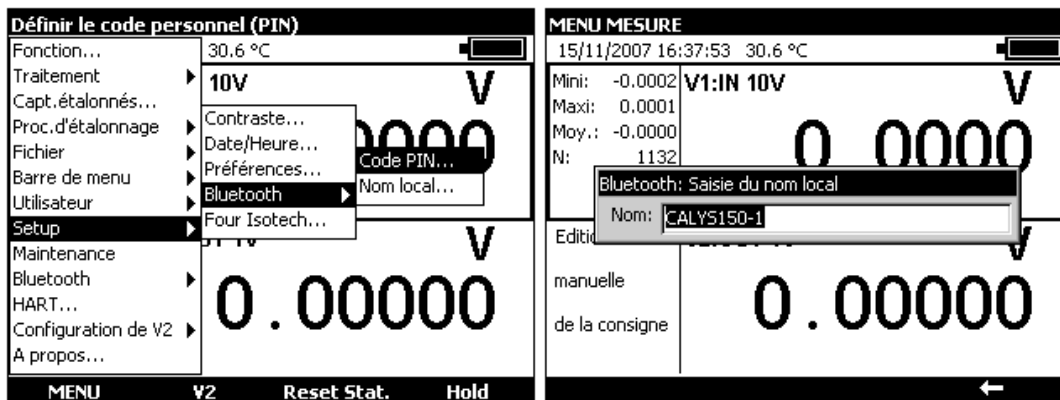 Définir le code personnel (PIN)
Fonction...
30.6 °C
Traitement
10V
V
Capt.étalonnés...
Contraste...
Proc.d'étalonnage
Date/Heure...
Code PIN...
Fichier
Préférences...
Barre de menu
Bluetooth
Nom local...
Utilisateur
Four Isotech...
Setup
V
Maintenance
Bluetooth
0.00000
HART...
Configuration de V2
A propos...
MENU V2 Reset Stat. Hold
MENU MESURE
15/11/2007 16:37:53 30.6 °C
Mini: -0.0002
V1:IN 10V
V
Maxi: 0.0001
Moy.: -0.0000
N: 1132
Bluetooth: Saisie du nom local
Nom: CALYS150-1
V
manuelle
0.00000
de la consigne